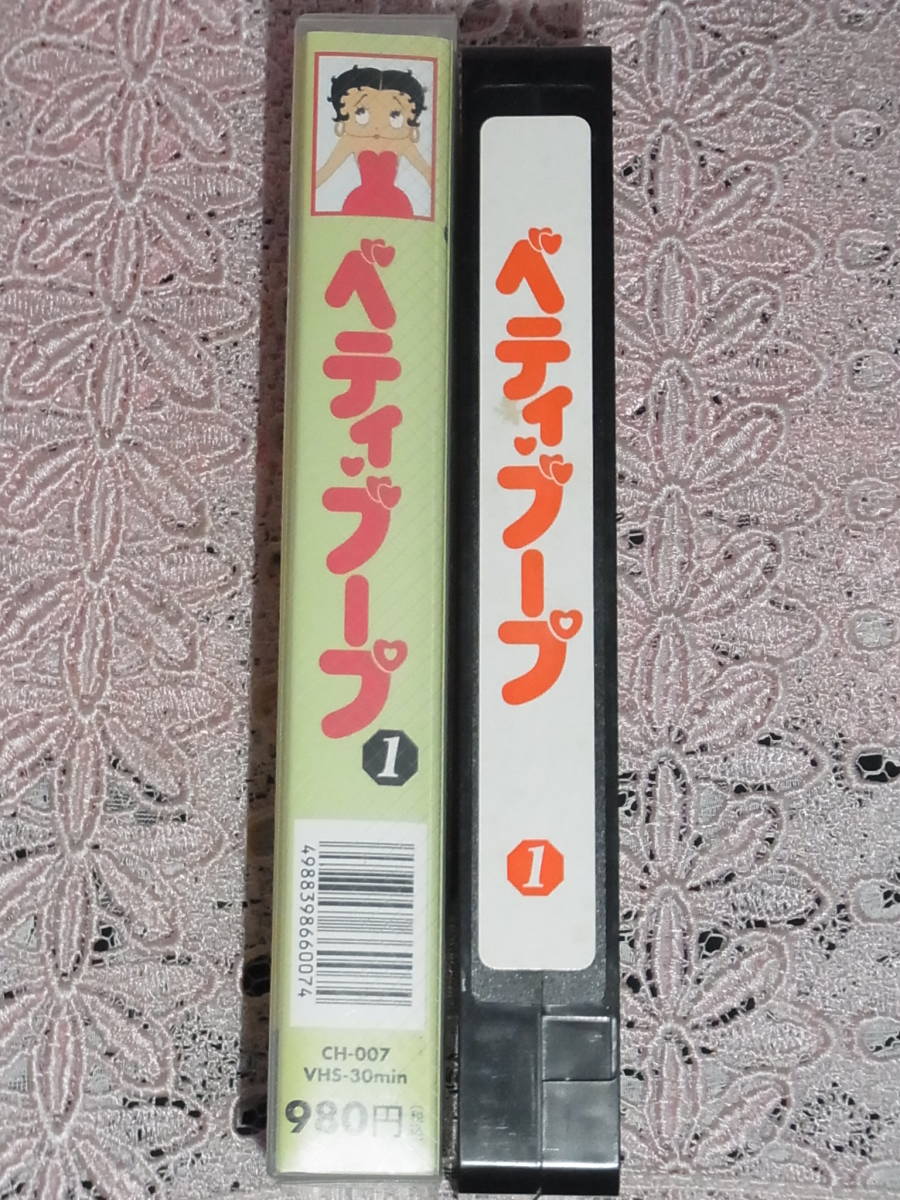 ベティ・ブープ
1
4988398660074
CH-007
VHS-30min
980円
ベティ・ブープ
1